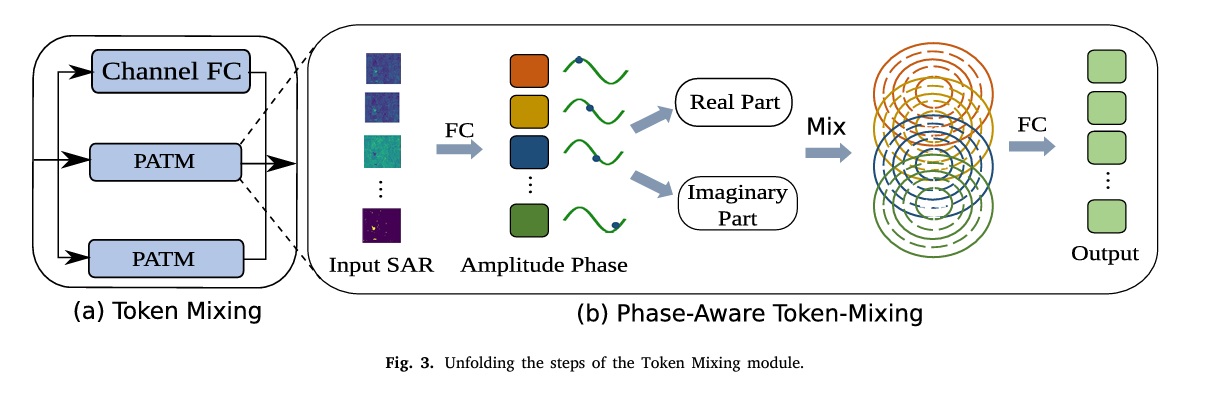 Channel FC
PATM
PATM
(a) Token Mixing
Input SAR
FC
Amplitude Phase
Real Part
Imaginary
Part
Mix
FC
Output
(b) Phase-Aware Token-Mixing
Fig. 3. Unfolding the steps of the Token Mixing module.